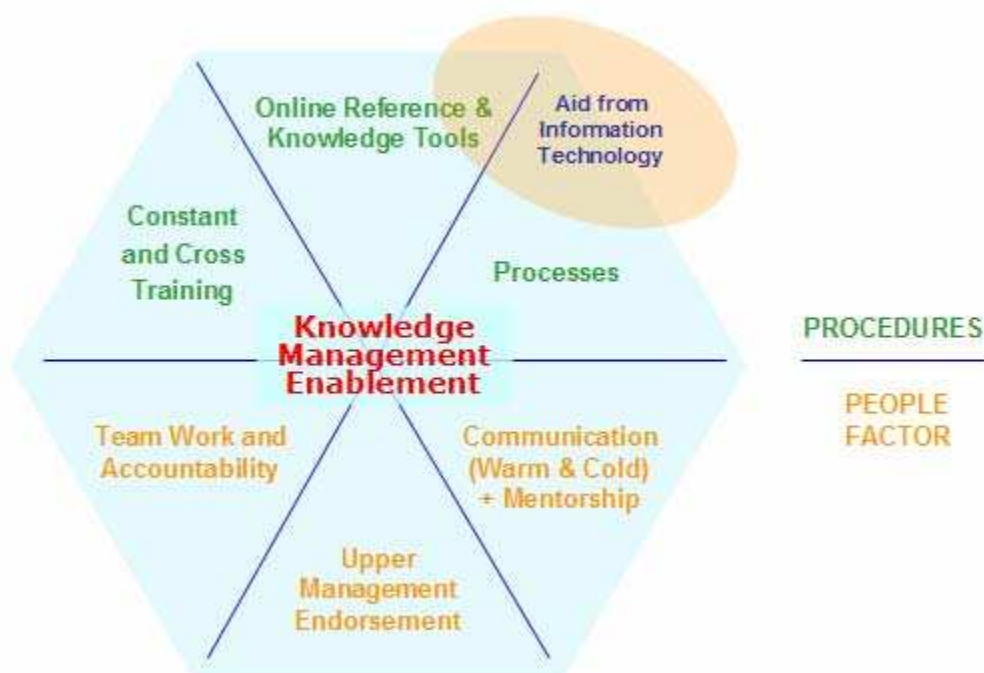 Online Reference &
Knowledge Tools
Aid from
Information
Technology
Constant
and Cross
Training
Processes
Knowledge
Management
Enablement
PROCEDURES
PEOPLE
FACTOR
Team Work and
Accountability
Communication
(Warm & Cold)
+ Mentorship
Upper
Management
Endorsement